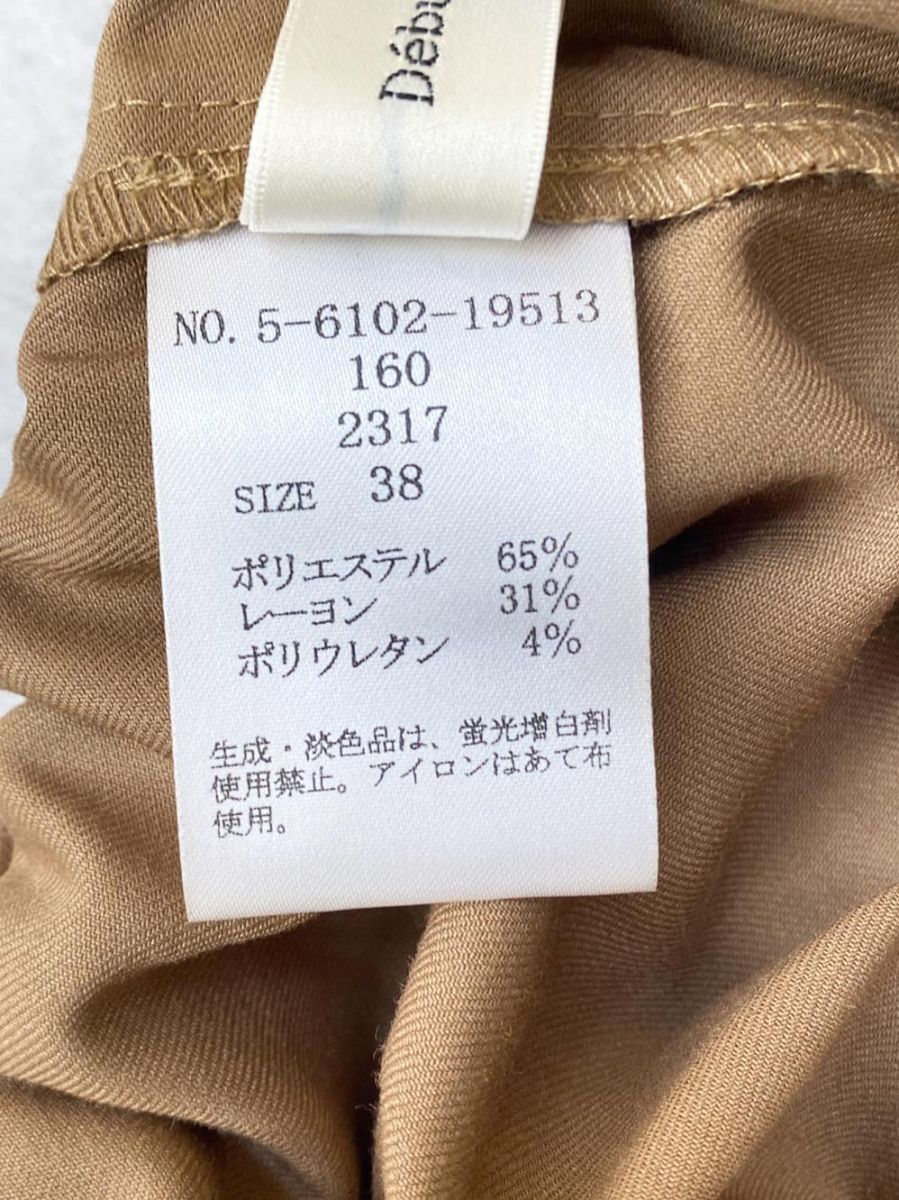 Débu
NO. 5-6102-19513
160
2317
SIZE 38
ポリエステル 65%
レーヨン 31%
ポリウレタン 4%
生成・淡色品は、蛍光増白剤
使用禁止。アイロンはあて布
使用。